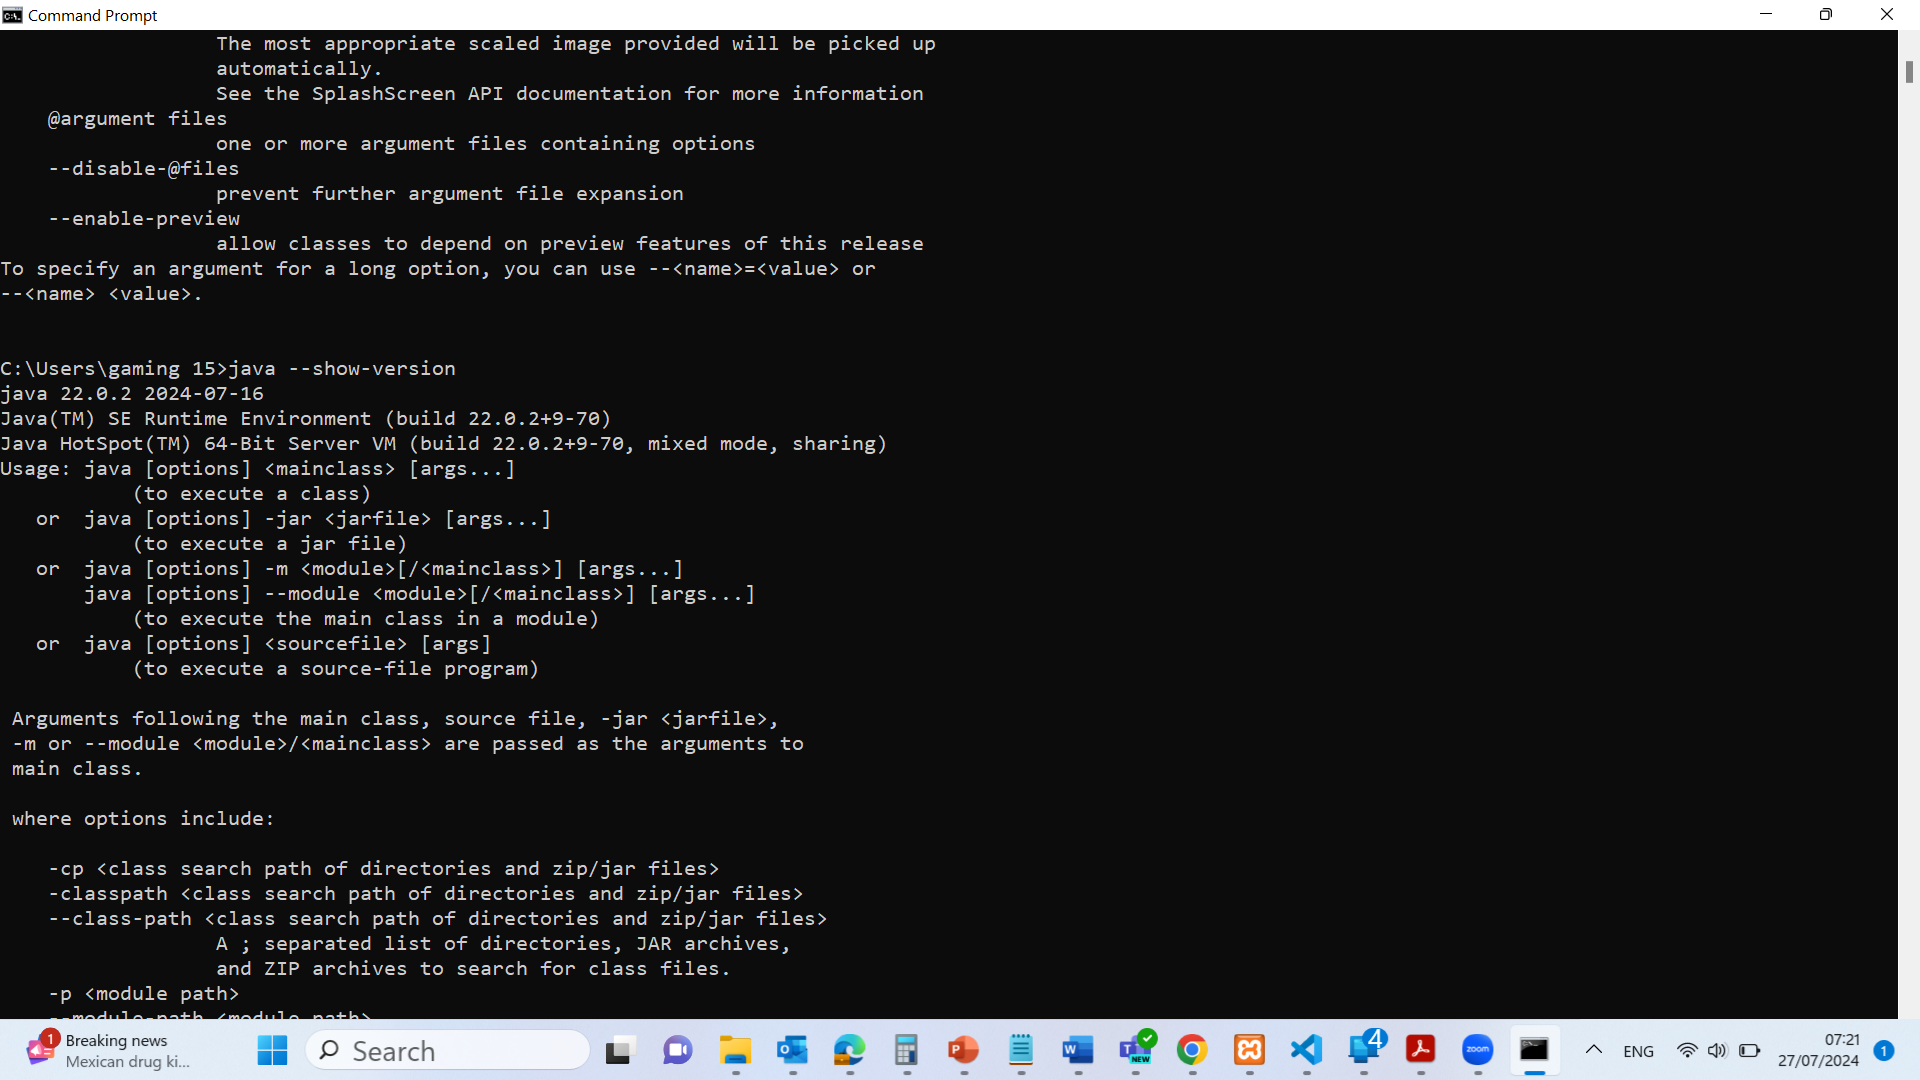 Command Prompt
The most appropriate scaled image provided will be picked up
automatically.
See the SplashScreen API documentation for more information
@argument files
one or more argument files containing options
--disable-@files
prevent further argument file expansion
--enable-preview
allow classes to depend on preview features of this release
To specify an argument for a long option, you can use --<name>=<value> or
--<name> <value>.
C:\Users\gaming 15>java --show-version
java 22.0.2 2024-07-16
Java(TM) SE Runtime Environment (build 22.0.2+9-70)
Java HotSpot(TM) 64-Bit Server VM (build 22.0.2+9-70, mixed mode, sharing)
Usage: java [options] <mainclass> [args...]
(to execute a class)
or  java [options] -jar <jarfile> [args...]
(to execute a jar file)
or  java [options] -m <module>[/<mainclass>] [args...]
java [options] --module <module>[/<mainclass>] [args...]
(to execute the main class in a module)
or  java [options] <sourcefile> [args]
(to execute a source-file program)
Arguments following the main class, source file, -jar <jarfile>,
-m or --module <module>/<mainclass> are passed as the arguments to
main class.
where options include:
-cp <class search path of directories and zip/jar files>
-classpath <class search path of directories and zip/jar files>
--class-path <class search path of directories and zip/jar files>
A ; separated list of directories, JAR archives,
and ZIP archives to search for class files.
-p <module path>
--module-path <module path>
1 Breaking news
Mexican drug ki...
Search
NEW
4
zoom
ENG
07:21
27/07/2024
1